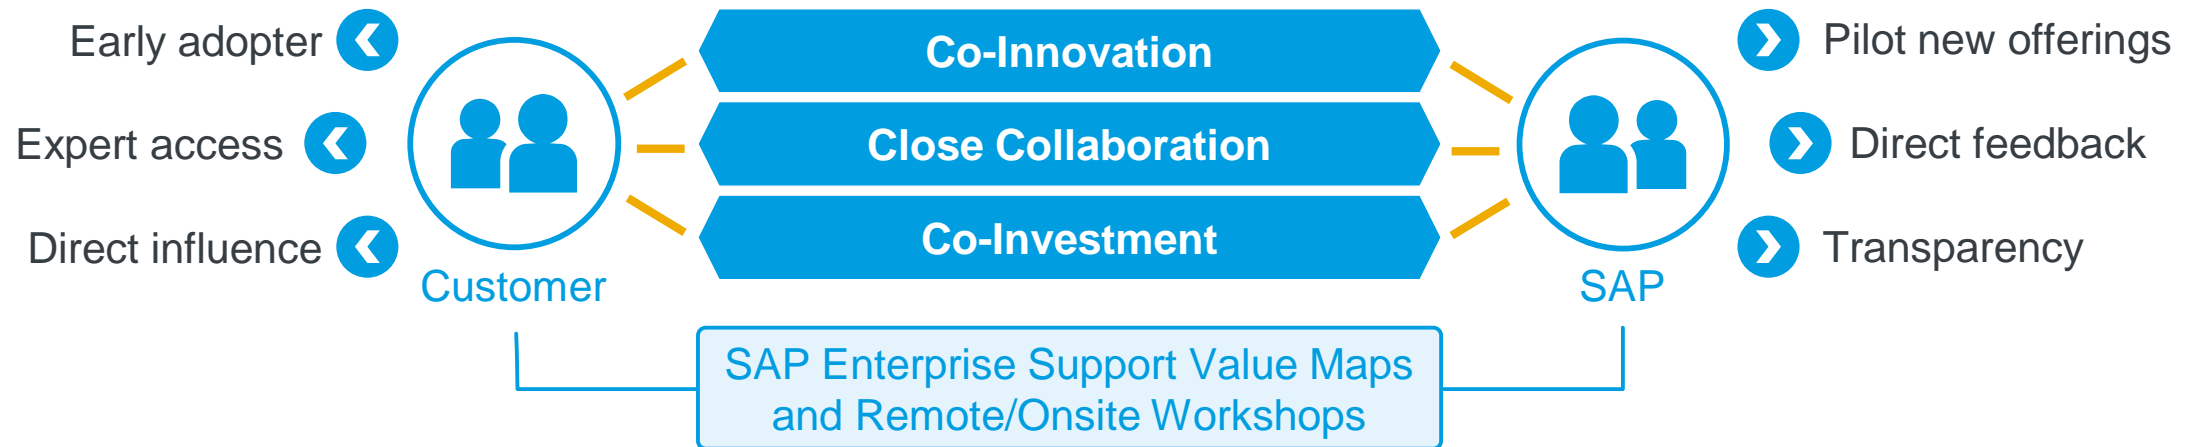 Early adopter
Expert access
Direct influence
Customer
Co-Innovation
Close Collaboration
Co-Investment
SAP
Pilot new offerings
Direct feedback
Transparency
SAP Enterprise Support Value Maps
and Remote/Onsite Workshops